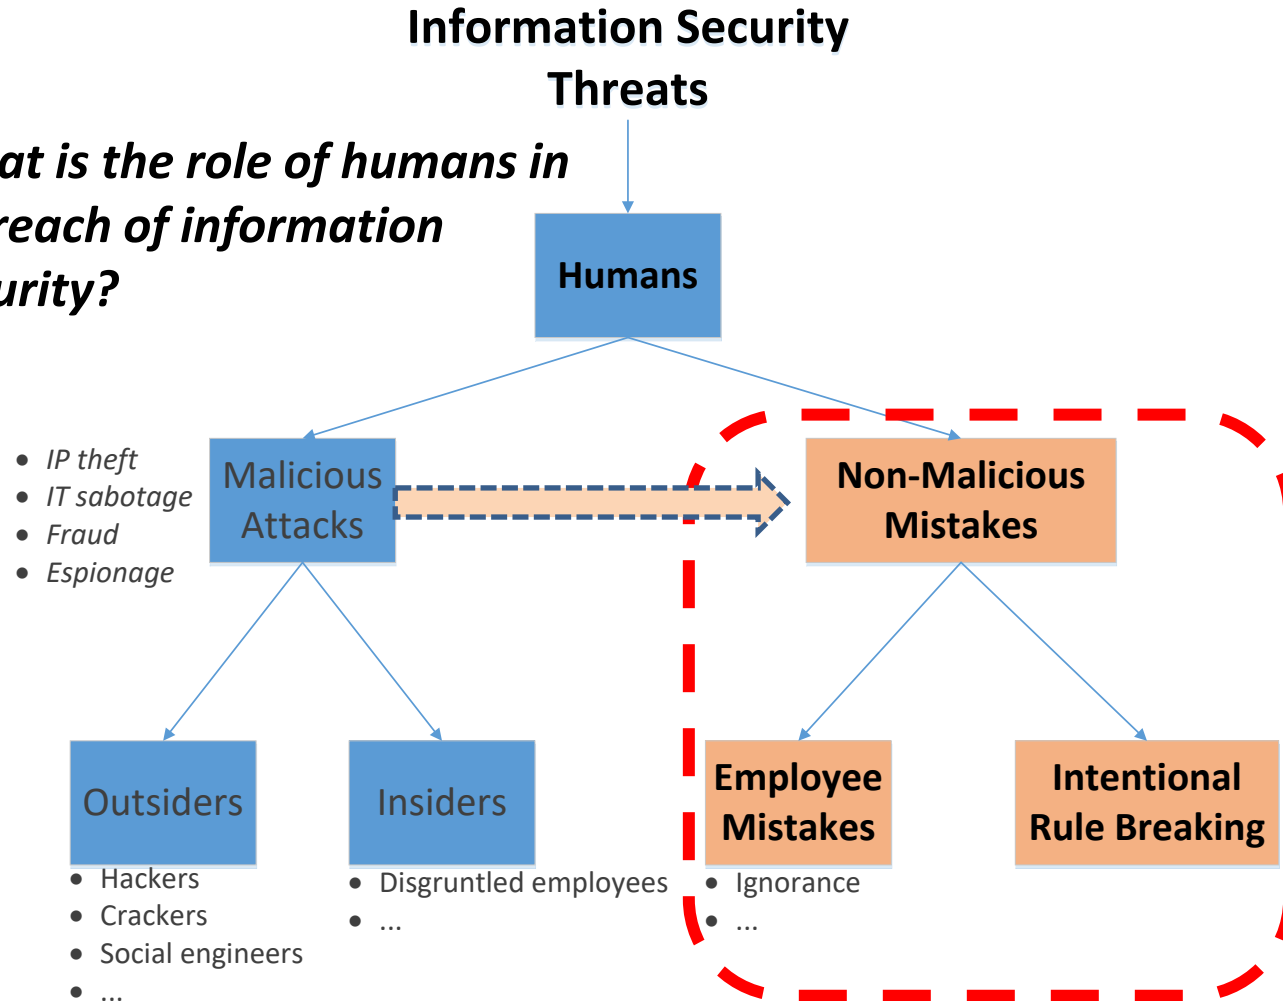 Information Security
Threats
at is the role of humans in
reach of information
urity?
Humans
• IP theft
• IT sabotage
• Fraud
• Espionage
Malicious
Attacks
Non-Malicious
Mistakes
Outsiders
• Hackers
• Crackers
• Social engineers
• ...
Insiders
• Disgruntled employees
• ...
Employee
Mistakes
• Ignorance
• ...
Intentional
Rule Breaking